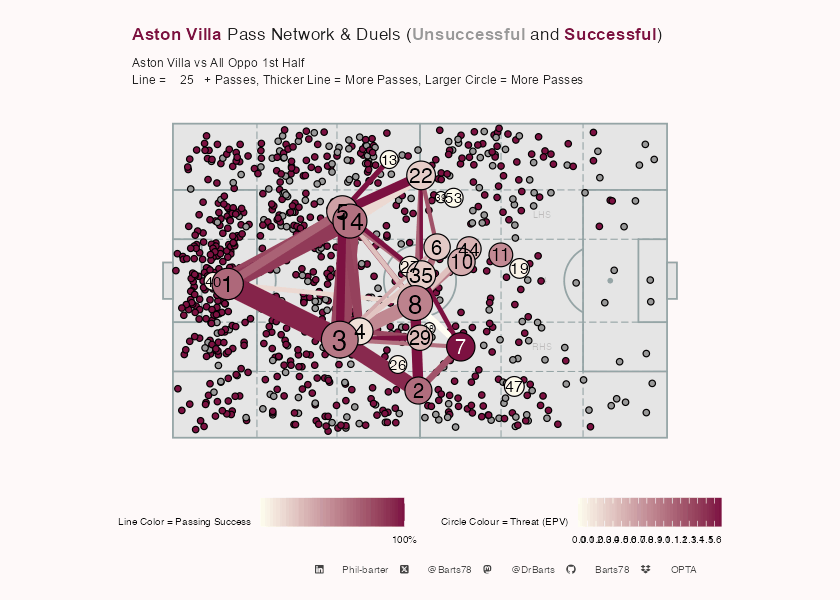 Aston Villa Pass Network & Duels (Unsuccessful and Successful)
Aston Villa vs All Oppo 1st Half
Line = 25 + Passes, Thicker Line = More Passes, Larger Circle = More Passes
13
22
53
5
14
LHS
6
44
10
11
27
35
19
40
1
8
4
3
29
7
RHS
26
2
47
Line Color = Passing Success
100%
Circle Colour = Threat (EPV)
Phil-barter @Barts78 @DrBarts Barts78 OPTA